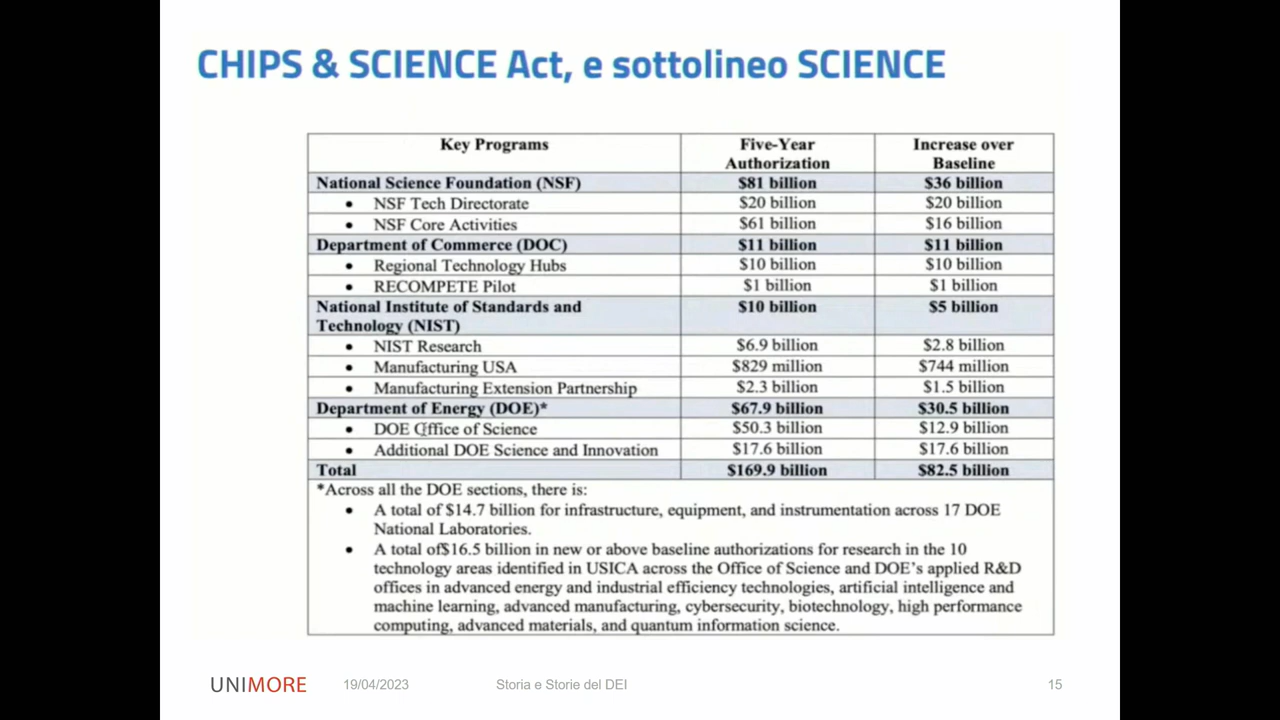 CHIPS & SCIENCE Act, e sottolineo SCIENCE
Key Programs Five-Year Authorization Increase over Baseline
National Science Foundation (NSF) $81 billion $36 billion
• NSF Tech Directorate $20 billion $20 billion
• NSF Core Activities $61 billion $16 billion
Department of Commerce (DOC) $11 billion $11 billion
• Regional Technology Hubs $10 billion $10 billion
• RECOMPETE Pilot $1 billion $1 billion
National Institute of Standards and Technology (NIST) $10 billion $5 billion
• NIST Research $6.9 billion $2.8 billion
• Manufacturing USA $829 million $744 million
• Manufacturing Extension Partnership $2.3 billion $1.5 billion
Department of Energy (DOE)* $67.9 billion $30.5 billion
• DOE Office of Science $50.3 billion $12.9 billion
• Additional DOE Science and Innovation $17.6 billion $17.6 billion
Total $169.9 billion $82.5 billion
*Across all the DOE sections, there is:
• A total of $14.7 billion for infrastructure, equipment, and instrumentation across 17 DOE
National Laboratories.
• A total of$16.5 billion in new or above baseline authorizations for research in the 10
technology areas identified in USICA across the Office of Science and DOE's applied R&D
offices in advanced energy and industrial efficiency technologies, artificial intelligence and
machine learning, advanced manufacturing, cybersecurity, biotechnology, high performance
computing, advanced materials, and quantum information science.
UNIMORE 19/04/2023 Storia e Storie del DEI 15